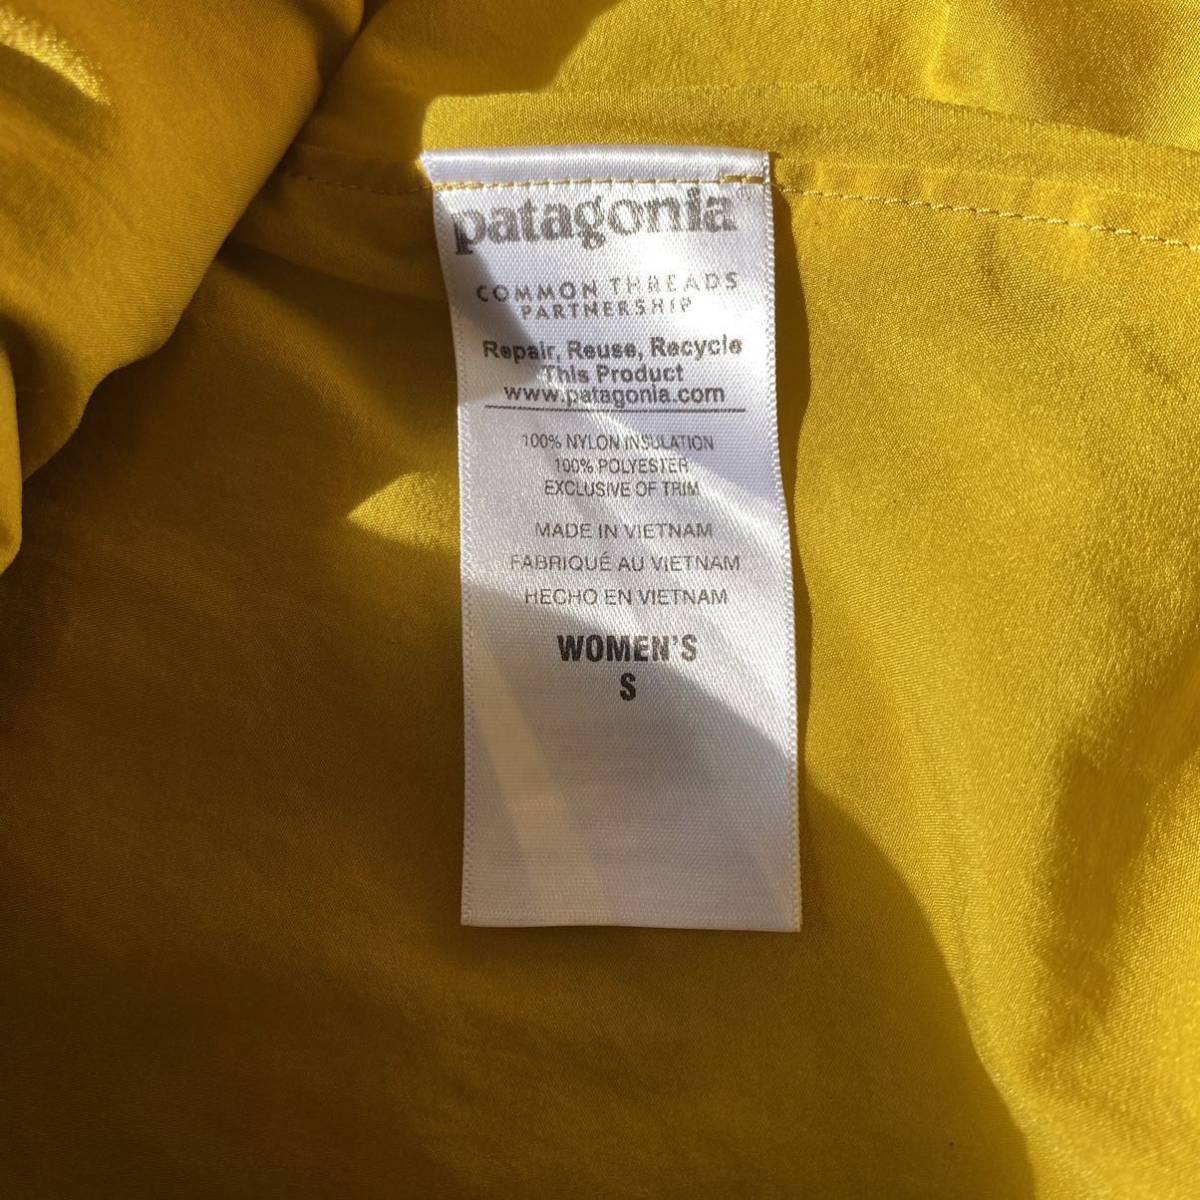 patagonia®
COMMON THREADS
PARTNERSHIP
Repair, Reuse, Recycle
This Product
www.patagonia.com
100% NYLON INSULATION
100% POLYESTER
EXCLUSIVE OF TRIM
MADE IN VIETNAM
FABRIQUÉ AU VIETNAM
HECHO EN VIETNAM
WOMEN'S
S